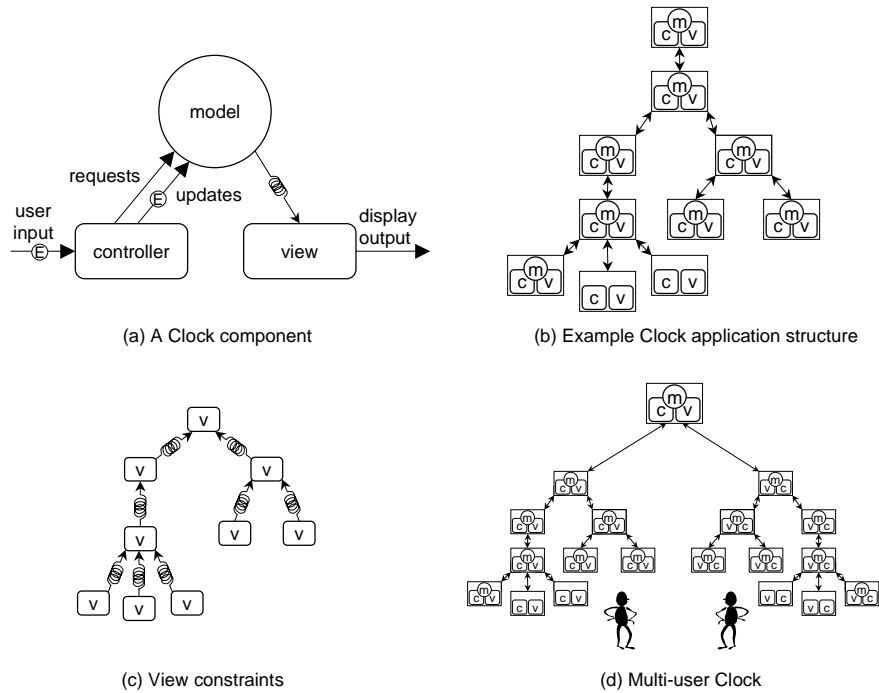 model
requests
E updates
user
input
E
controller
view
display
output
(a) A Clock component
m
c v
m
c v
m m
c v c v
m m m
c v c v c v
m
c v c v c v
(b) Example Clock application structure
v
v v
v v
v
v v v
(c) View constraints
m
c v
m m
c v v c
m m m m
c v c v v c v c
m m m m m m
c v c v c v v c v c v c
m m
c v c v c v v c v c v c
(d) Multi-user Clock